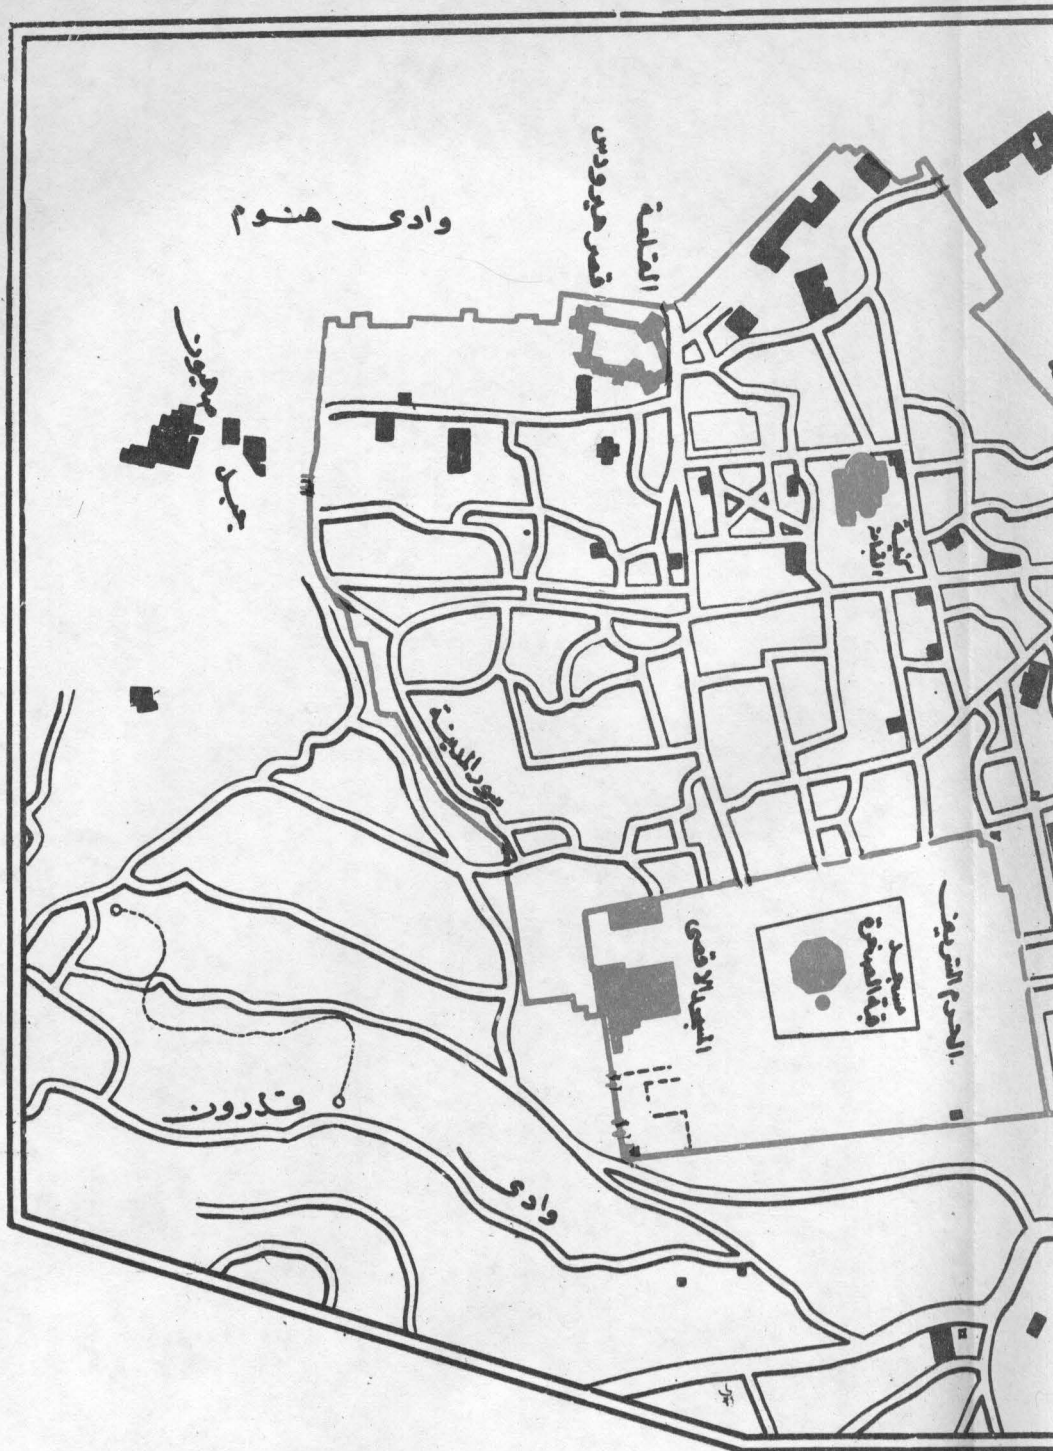 وادى هنوم
القلعة
قصر هيرودس
جبل صهيون
كنيسة
القيامة
سور المدينة
الحرم الشريف
مسجد
قبة الصخرة
المسجد الاقصى
وادى قدرون